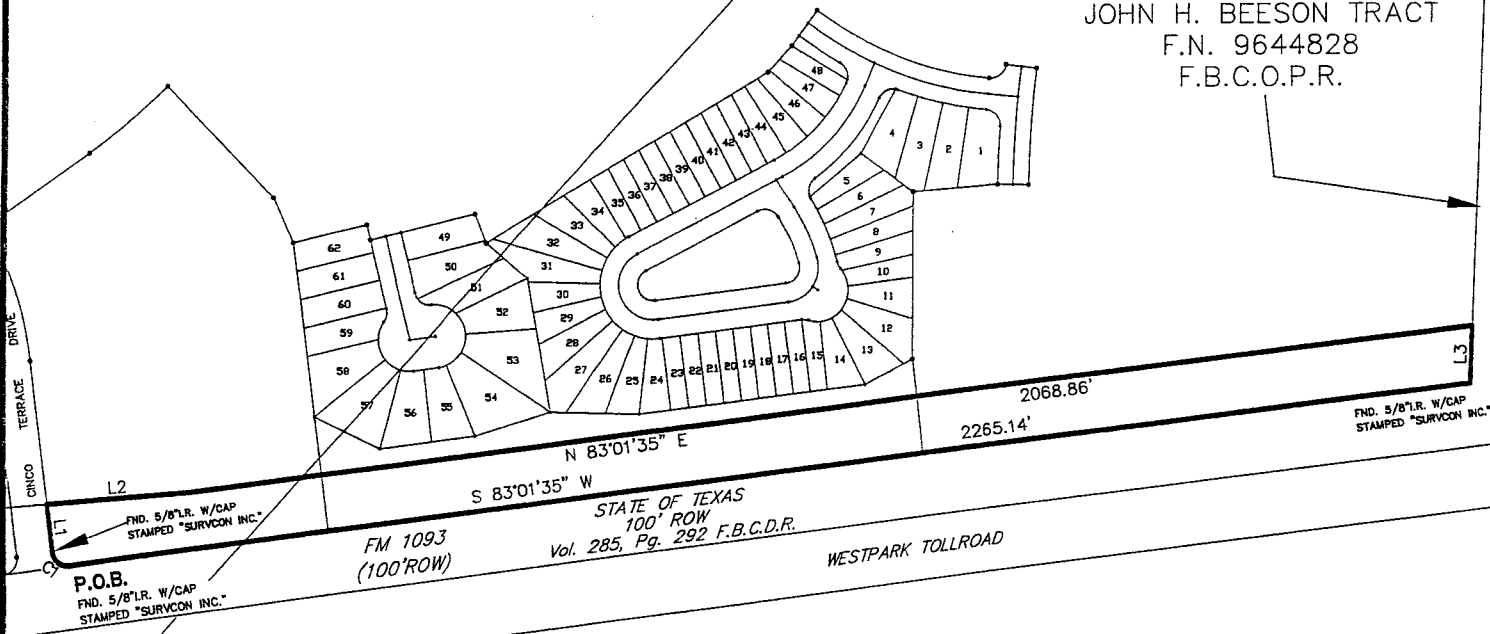 JOHN H. BEESON TRACT
F.N. 9644828
F.B.C.O.P.R.
48
47
46
45
44
43
42
41
40
39
38
37
36
35
34
33
32
31
30
29
28
27
26
25
24
23
22
21
20
19
18
17
16
15
14
13
12
11
10
9
8
7
6
5
4
3
2
1
62
61
60
59
58
57
56
55
54
53
52
51
50
49
CINCO TERRACE DRIVE
L1
L2
L3
2068.86'
2265.14'
N 83°01'35" E
S 83°01'35" W
FND. 5/8"I.R. W/CAP
STAMPED "SURVCON INC."
FND. 5/8"I.R. W/CAP
STAMPED "SURVCON INC."
STATE OF TEXAS
100' ROW
Vol. 285, Pg. 292 F.B.C.D.R.
FM 1093
(100'ROW)
WESTPARK TOLLROAD
P.O.B.
FND. 5/8"I.R. W/CAP
STAMPED "SURVCON INC."